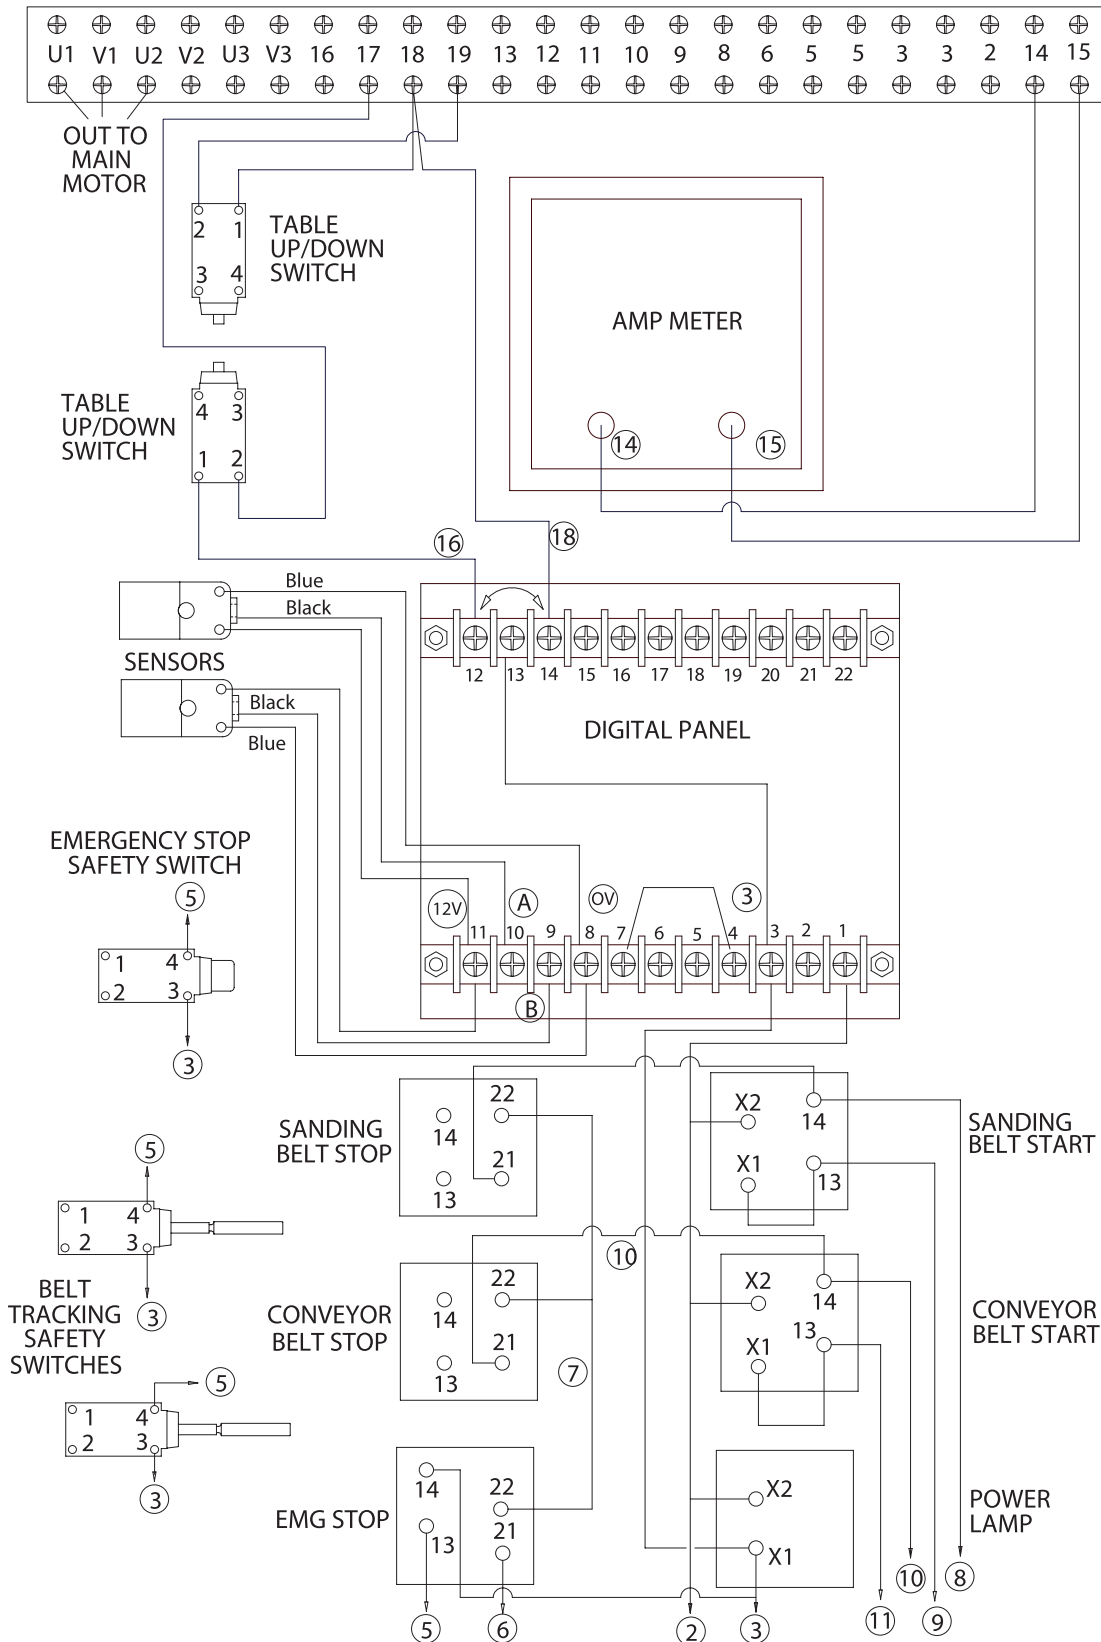 U1 V1 U2 V2 U3 V3 16 17 18 19 13 12 11 10 9 8 6 5 5 3 3 2 14 15
OUT TO
MAIN
MOTOR
2 1
3 4
TABLE
UP/DOWN
SWITCH
AMP METER
14 15
TABLE
UP/DOWN
SWITCH
4 3
1 2
16 18
Blue
Black
SENSORS
Black
Blue
12 13 14 15 16 17 18 19 20 21 22
DIGITAL PANEL
EMERGENCY STOP
SAFETY SWITCH
5
1 4
2 3
3
12V A 0V 3
11 10 9 8 7 6 5 4 3 2 1
B
SANDING
BELT STOP
22
14
21
13
X2
14
X1
13
SANDING
BELT START
5
1 4
2 3
3
BELT
TRACKING
SAFETY
SWITCHES
10
CONVEYOR
BELT STOP
22
14
21
13
X2
14
13
X1
CONVEYOR
BELT START
7
5
1 4
2 3
3
EMG STOP
14
22
21
13
X2
X1
POWER
LAMP
5 6 2 3 11 9 10 8